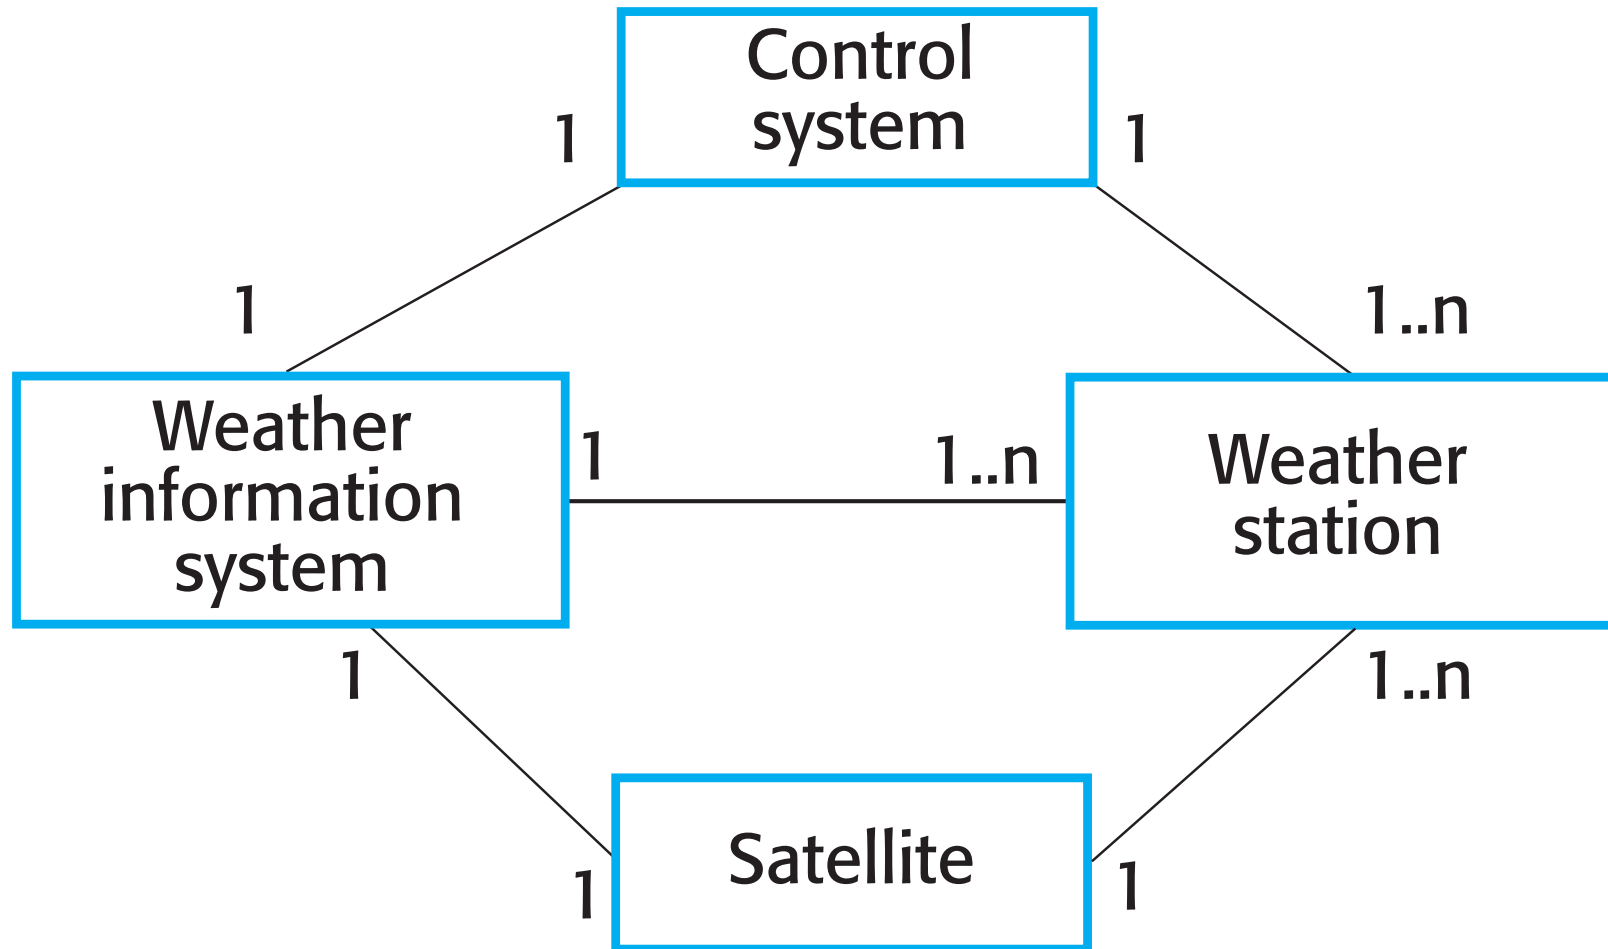 Control
system
1
1
1
1..n
Weather
information
system
1
1..n
Weather
station
1
1..n
Satellite
1
1